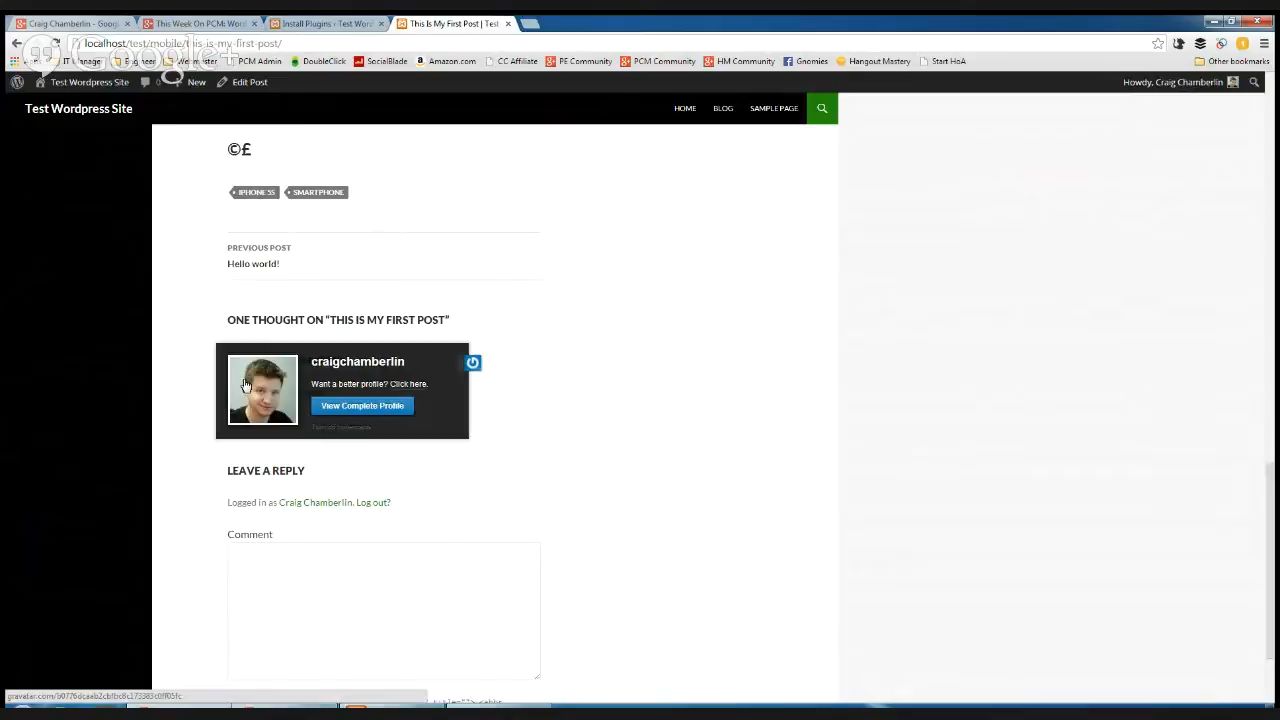 Craig Chamberlin - Goog
This Week On PCM: Wor
Install Plugins ‹ Test Wor
This Is My First Post | Test
localhost/test/mobile/this-is-my-first-post/
Google+
IT Manage
Engineer
Webmaster
PCM Admin
DoubleClick
SocialBlade
Amazon.com
CC Affiliate
PE Community
PCM Community
HM Community
Gnomies
Hangout Mastery
Start HoA
Other bookmarks
Test Wordpress Site
0
New
Edit Post
Howdy, Craig Chamberlin
Test Wordpress Site
HOME
BLOG
SAMPLE PAGE
©£
IPHONE 5S
SMARTPHONE
PREVIOUS POST
Hello world!
ONE THOUGHT ON “THIS IS MY FIRST POST”
craigchamberlin
Want a better profile? Click here.
View Complete Profile
LEAVE A REPLY
Logged in as Craig Chamberlin. Log out?
Comment